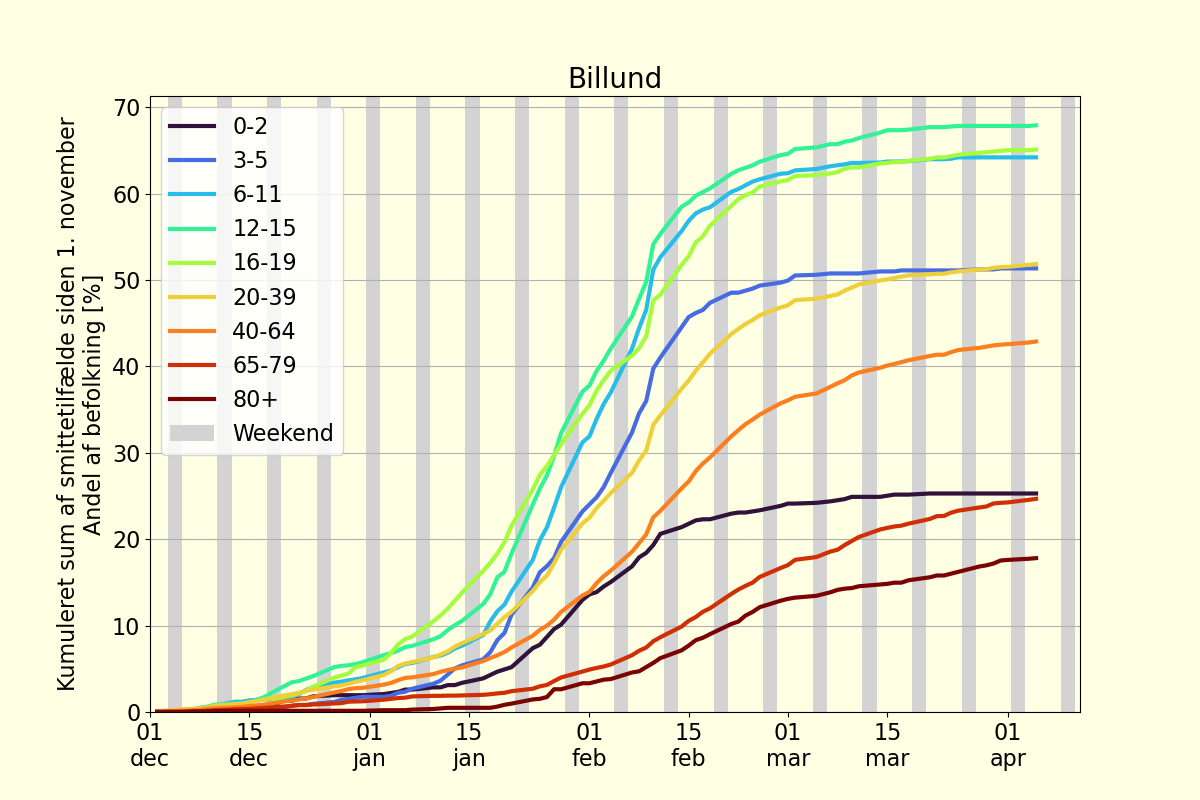 Billund
Kumuleret sum af smittetilfælde siden 1. november
Andel af befolkning [%]
70
60
50
40
30
20
10
0
0-2
3-5
6-11
12-15
16-19
20-39
40-64
65-79
80+
Weekend
01 15 01 15 01 15 01 15 01
dec dec jan jan feb feb mar mar apr